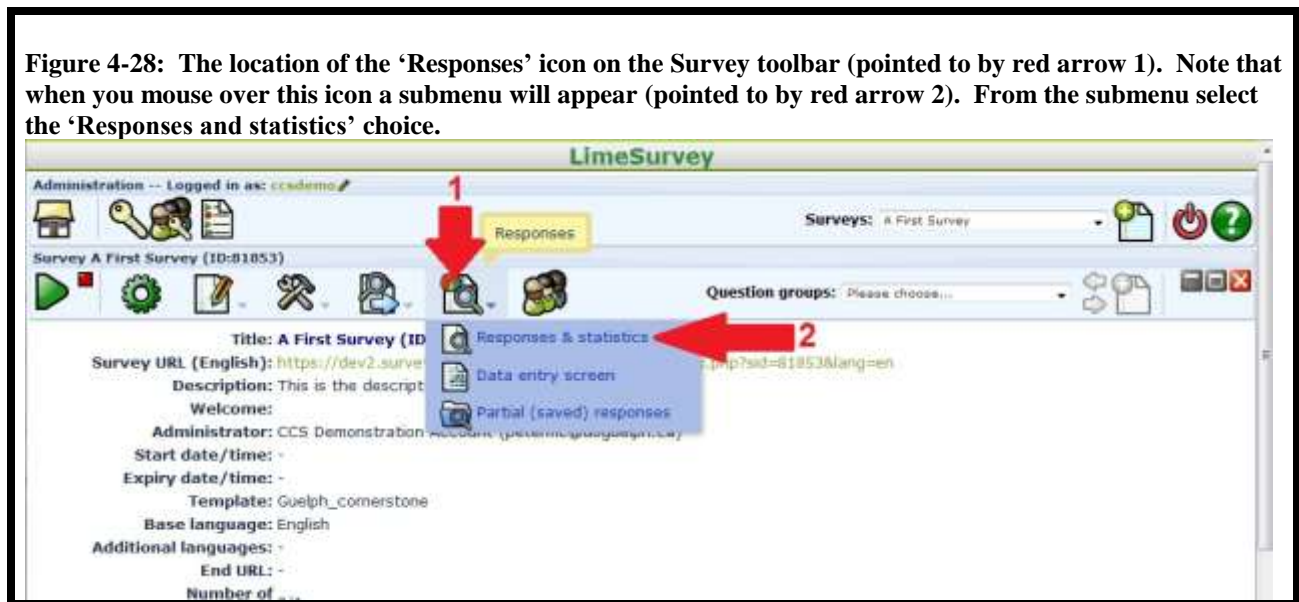 Figure 4-28: The location of the ‘Responses’ icon on the Survey toolbar (pointed to by red arrow 1). Note that
when you mouse over this icon a submenu will appear (pointed to by red arrow 2). From the submenu select
the ‘Responses and statistics’ choice.
LimeSurvey
Administration -- Logged in as: ccsdemo
1
Responses
Surveys: A First Survey
Survey A First Survey (ID:81853)
Question groups: Please choose...
Title: A First Survey (ID
Responses & statistics
2
Survey URL (English): https://dev2.surve
.php?sid=81853&lang=en
Data entry screen
Description: This is the descript
Welcome:
Partial (saved) responses
Administrator: CCS Demonstration
Start date/time: -
Expiry date/time: -
Template: Guelph_cornerstone
Base language: English
Additional languages: -
End URL: -
Number of